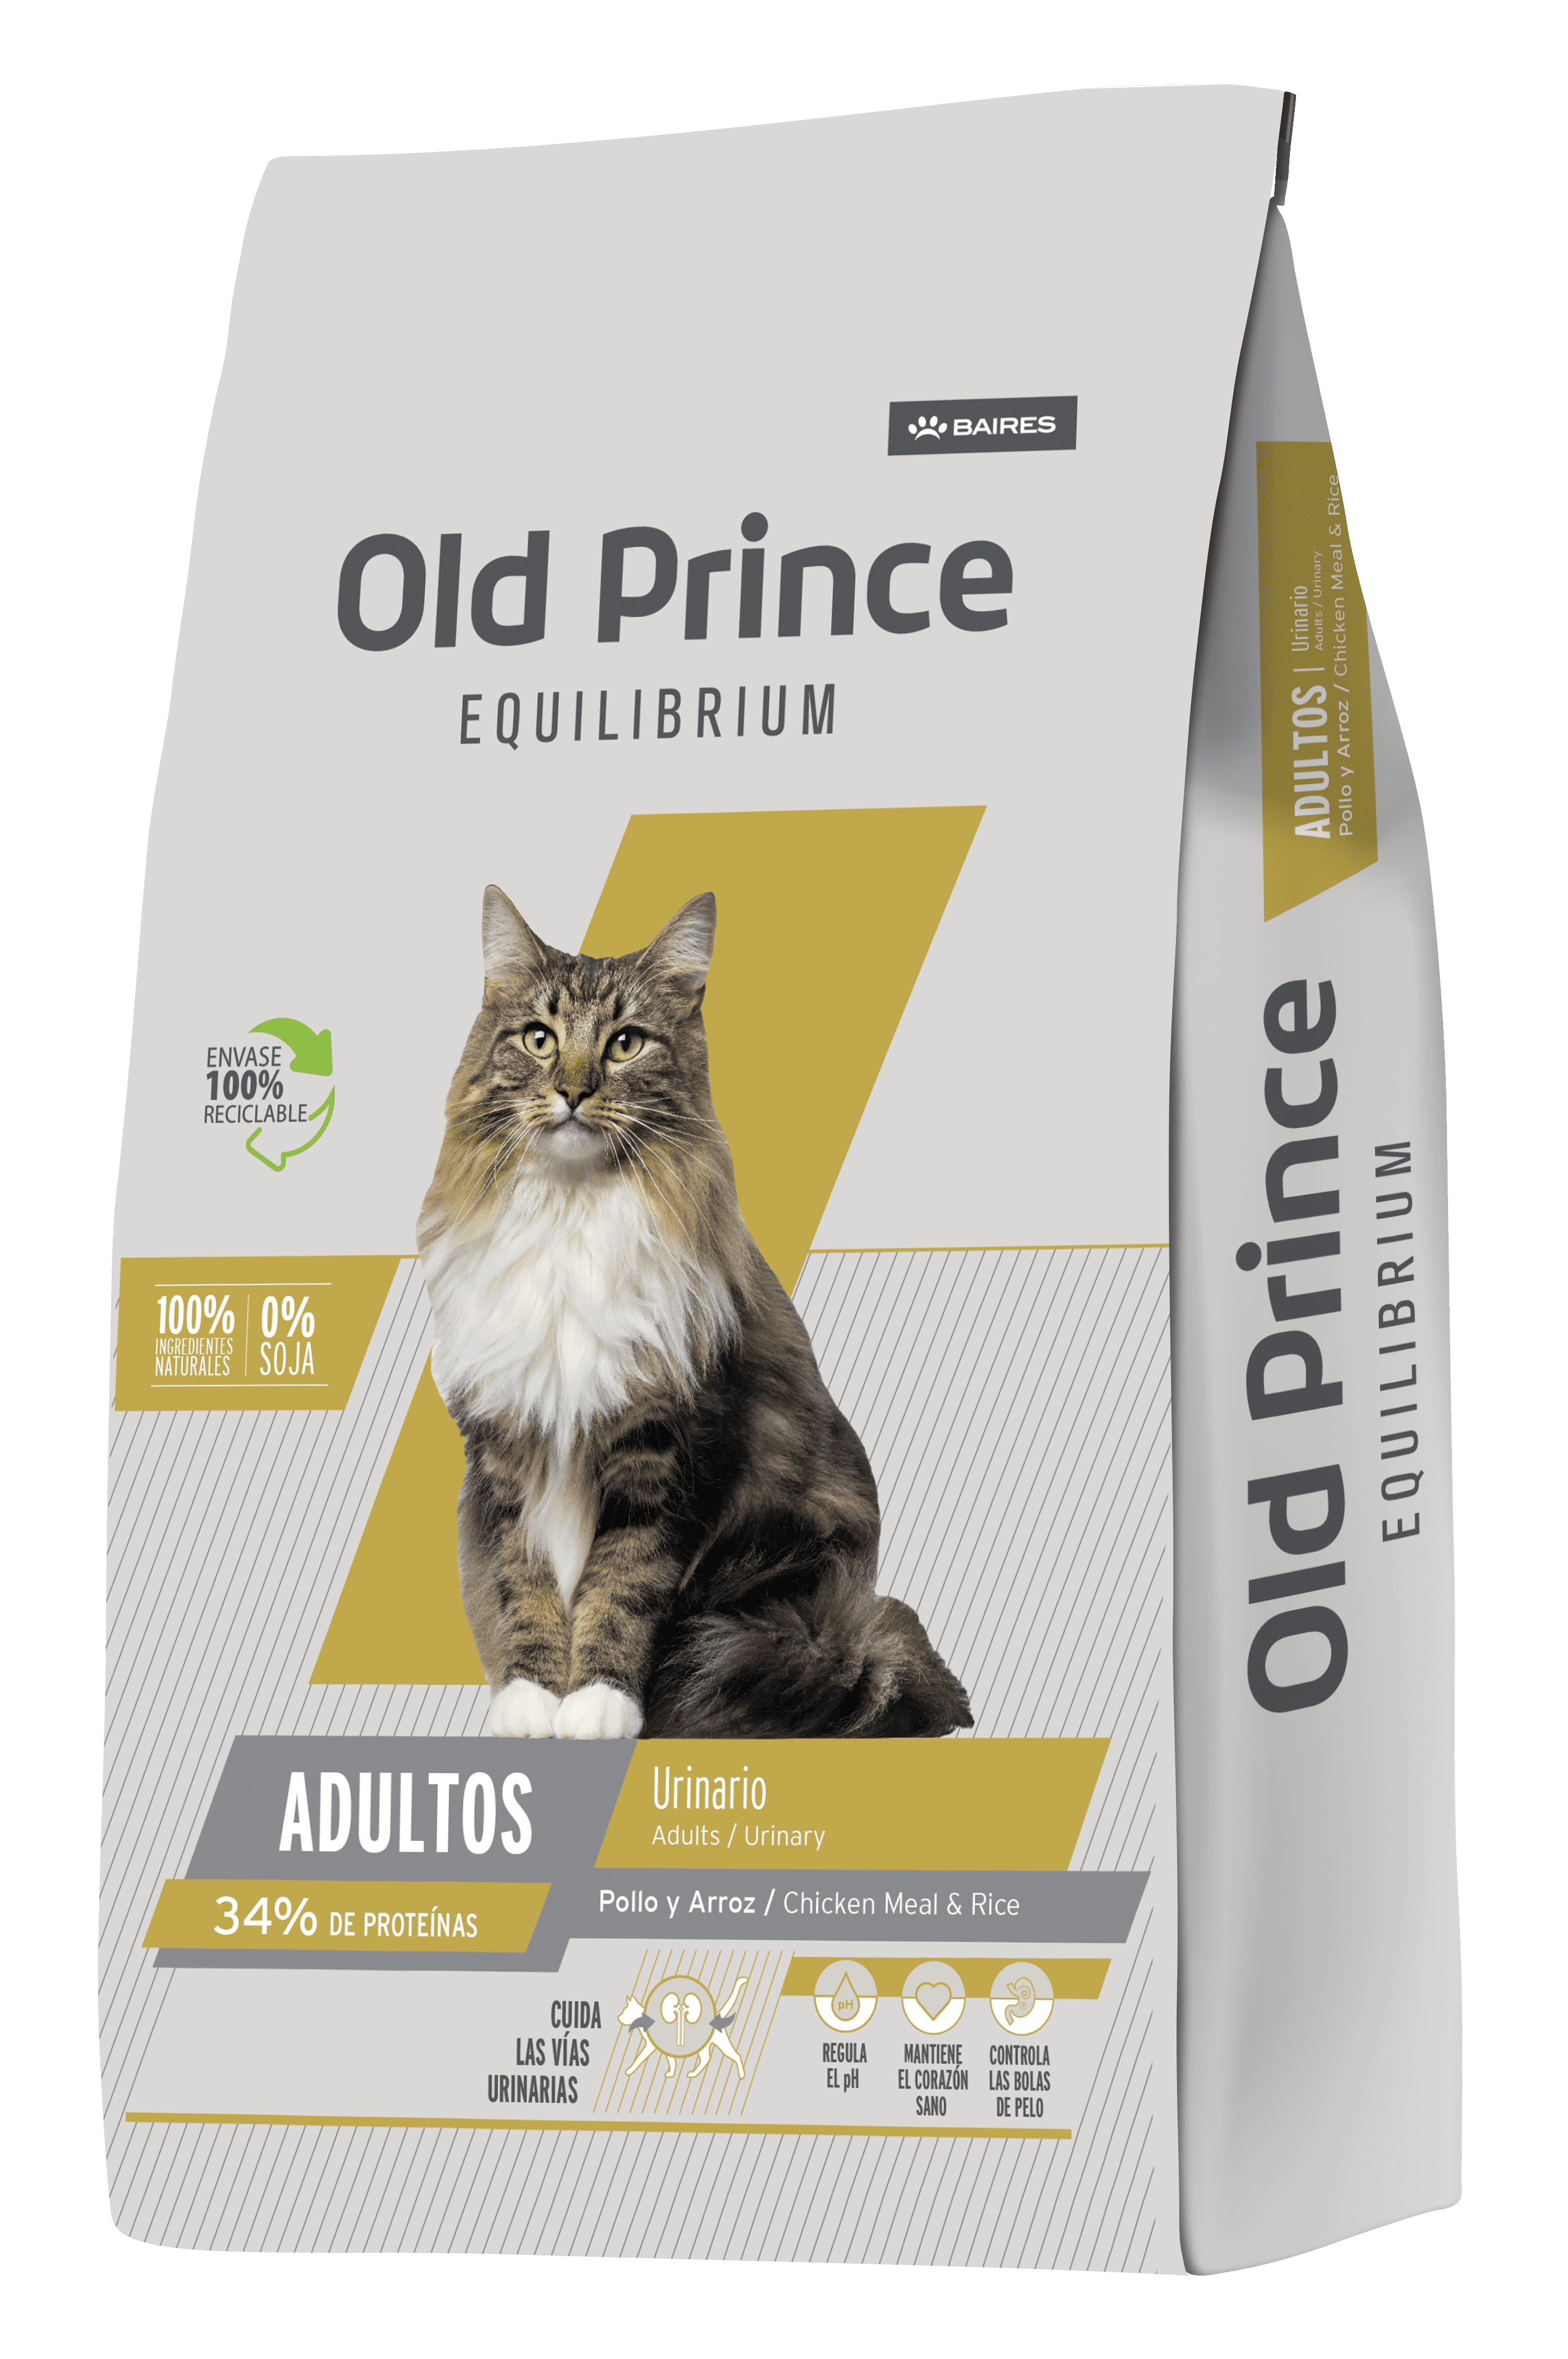 BAIRES
Old Prince
EQUILIBRIUM
ENVASE
100%
RECICLABLE
100%
INGREDIENTES
NATURALES
0%
SOJA
ADULTOS
Urinario
Adults / Urinary
34% DE PROTEÍNAS
Pollo y Arroz / Chicken Meal & Rice
CUIDA
LAS VÍAS
URINARIAS
pH
REGULA
EL pH
MANTIENE
EL CORAZÓN
SANO
CONTROLA
LAS BOLAS
DE PELO
ADULTOS | Urinario
Adults / Urinary
Pollo y Arroz / Chicken Meal & Rice
Old Prince
EQUILIBRIUM